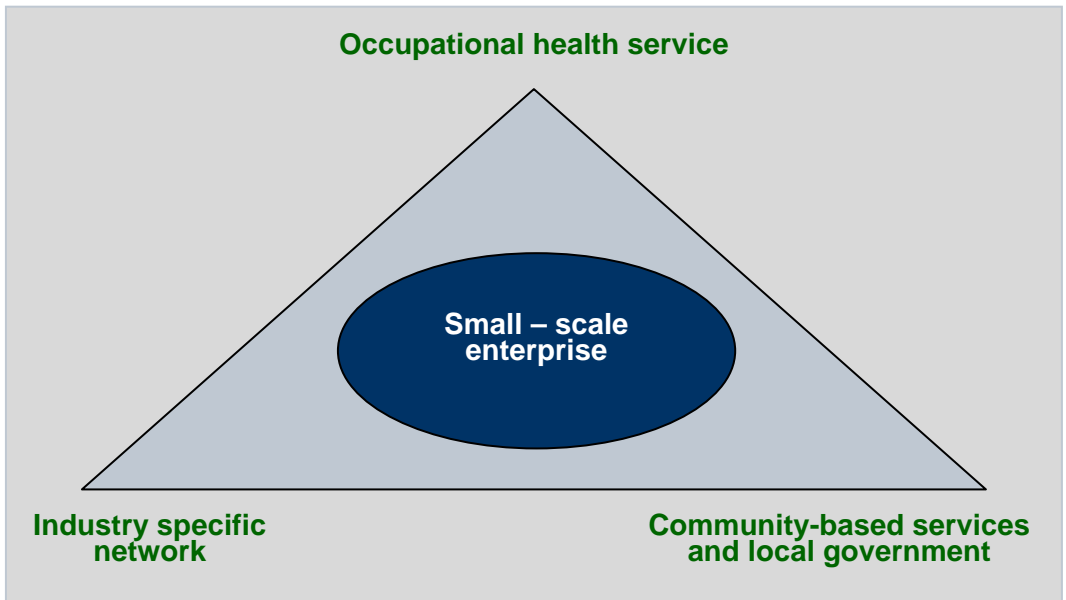 Occupational health service
Small – scale
enterprise
Industry specific
network
Community-based services
and local government